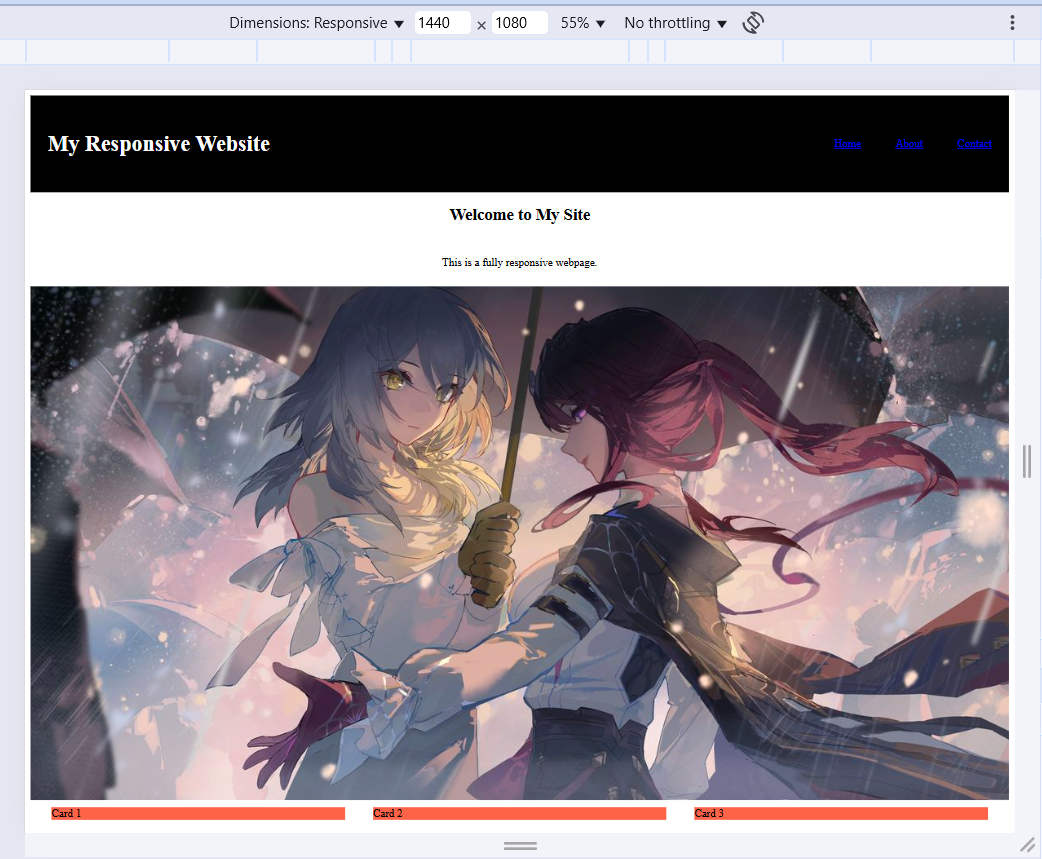 Dimensions: Responsive ▼ 1440 × 1080 55% ▼ No throttling ▼
My Responsive Website
Home About Contact
Welcome to My Site
This is a fully responsive webpage.
Card 1 Card 2 Card 3